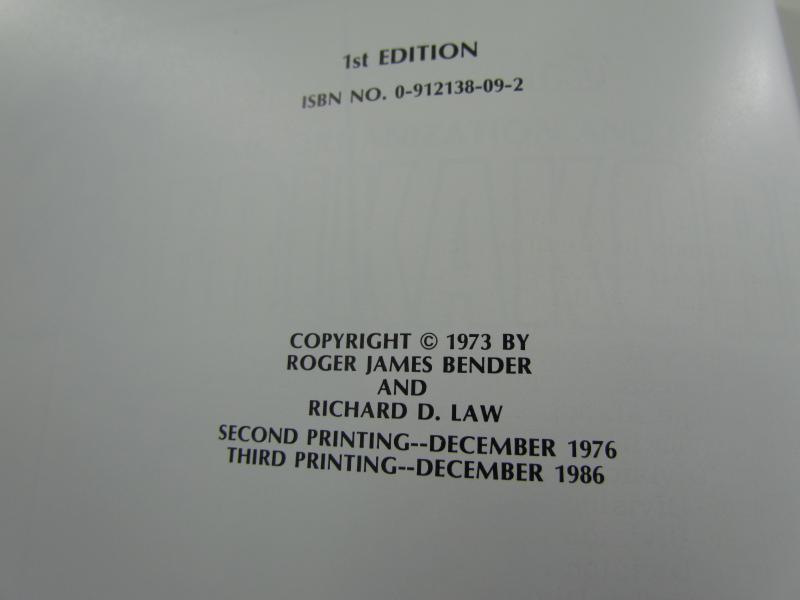 1st EDITION
ISBN NO. 0-912138-09-2
COPYRIGHT © 1973 BY
ROGER JAMES BENDER
AND
RICHARD D. LAW
SECOND PRINTING--DECEMBER 1976
THIRD PRINTING--DECEMBER 1986